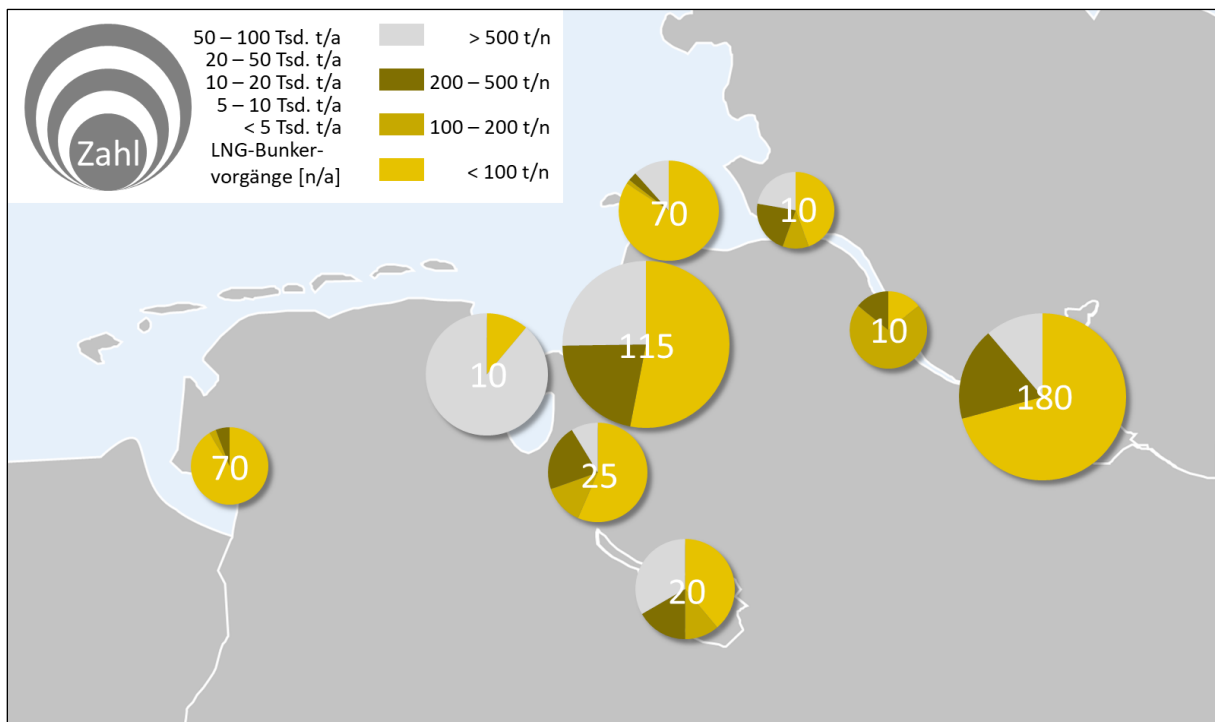 50 – 100 Tsd. t/a
20 – 50 Tsd. t/a
10 – 20 Tsd. t/a
5 – 10 Tsd. t/a
< 5 Tsd. t/a
LNG-Bunker-
vorgänge [n/a]
Zahl
> 500 t/n
200 – 500 t/n
100 – 200 t/n
< 100 t/n
70
10
115
10
10
180
70
25
20